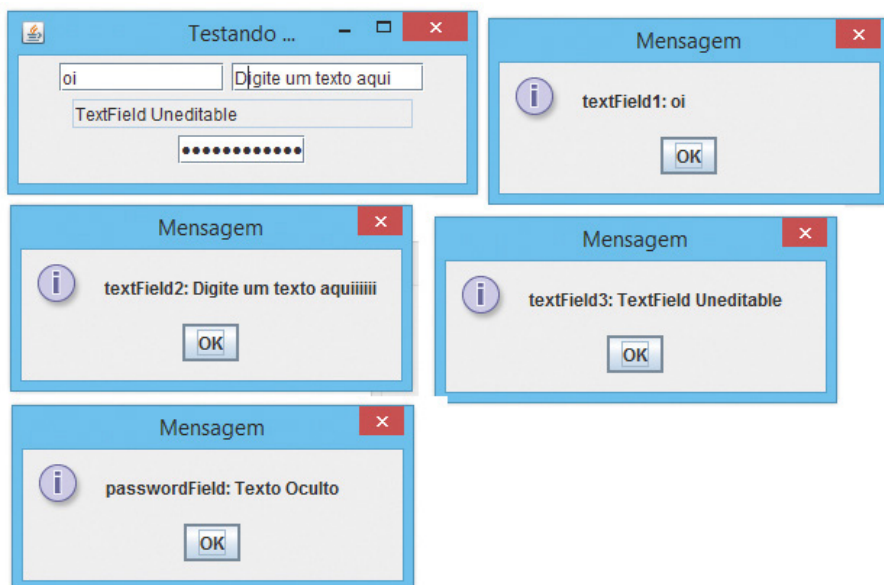 Testando ...
oi
Digite um texto aqui
TextField Uneditable
••••••••••••
Mensagem
textField1: oi
OK
Mensagem
textField2: Digite um texto aquiiiiiii
OK
Mensagem
textField3: TextField Uneditable
OK
Mensagem
passwordField: Texto Oculto
OK